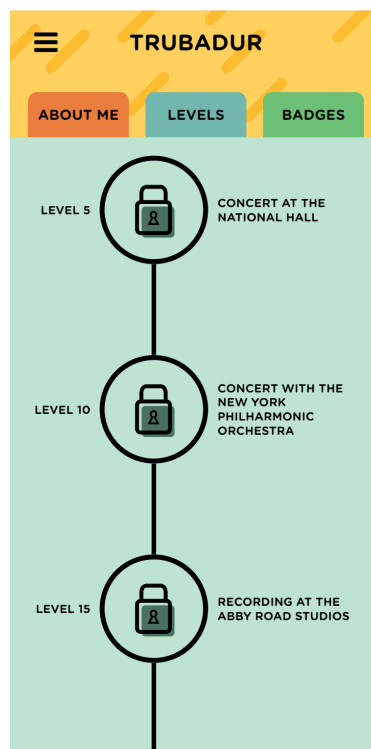 TRUBADUR
ABOUT ME
LEVELS
BADGES
LEVEL 5
CONCERT AT THE
NATIONAL HALL
LEVEL 10
CONCERT WITH THE
NEW YORK
PHILHARMONIC
ORCHESTRA
LEVEL 15
RECORDING AT THE
ABBY ROAD STUDIOS